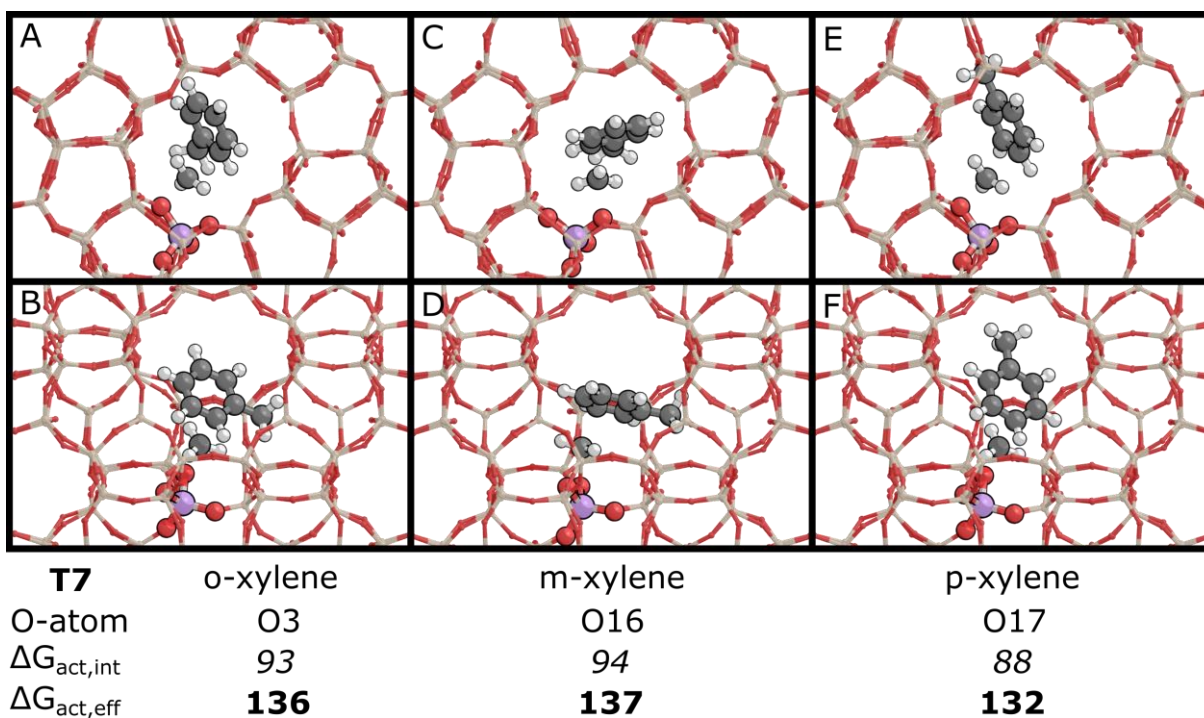 A C E
B D F
T7 o-xylene m-xylene p-xylene
O-atom O3 O16 O17
ΔGact,int 93 94 88
ΔGact,eff 136 137 132